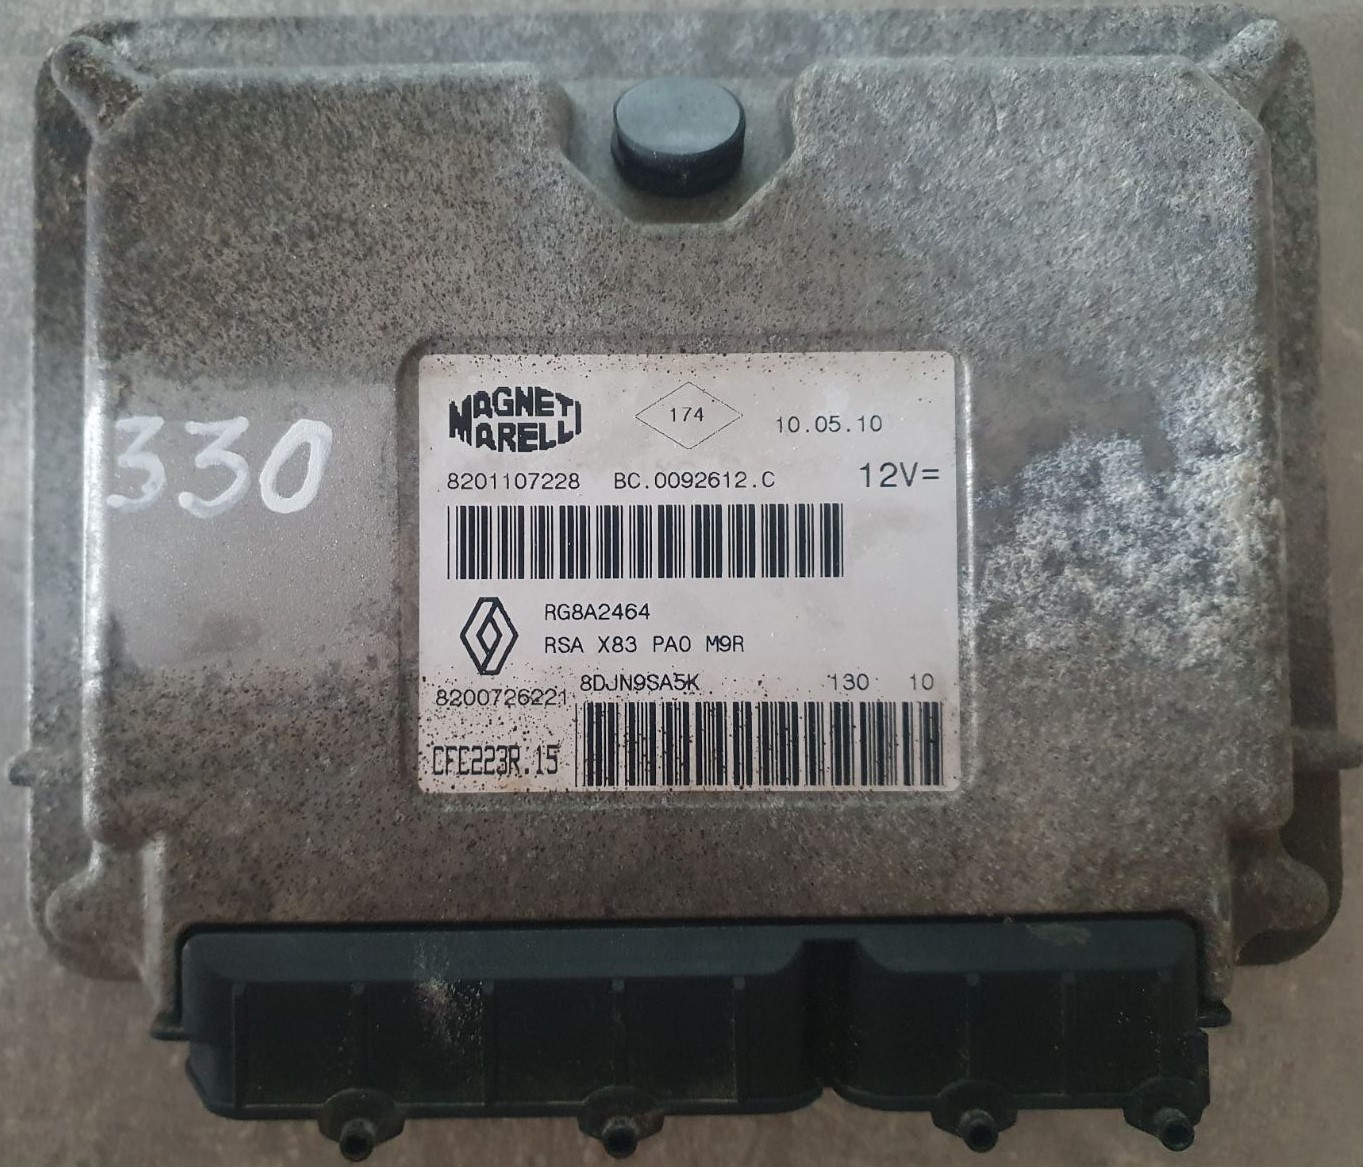 330
MAGNETI
MARELLI
174
10.05.10
8201107228 BC.0092612.C 12V=
RG8A2464
RSA X83 PA0 M9R
8DJN9SA5K 130 10
8200726221
CFC223R.15